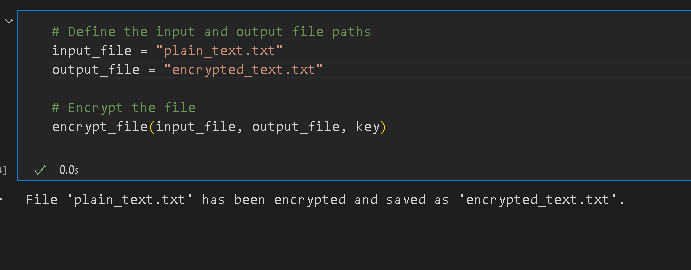 # Define the input and output file paths
input_file = "plain_text.txt"
output_file = "encrypted_text.txt"
# Encrypt the file
encrypt_file(input_file, output_file, key)
]
0.0s
File 'plain_text.txt' has been encrypted and saved as 'encrypted_text.txt'.